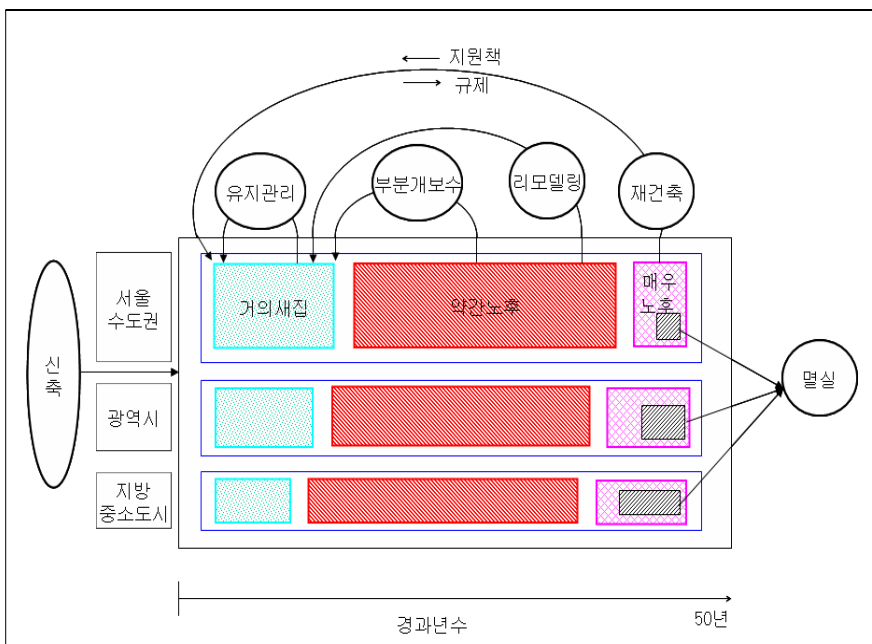 지원책
규제
유지관리
부분개보수
리모델링
재건축
신
축
서울
수도권
거의새집
약간노후
매우
노후
멸실
광역시
지방
중소도시
경과년수
50년